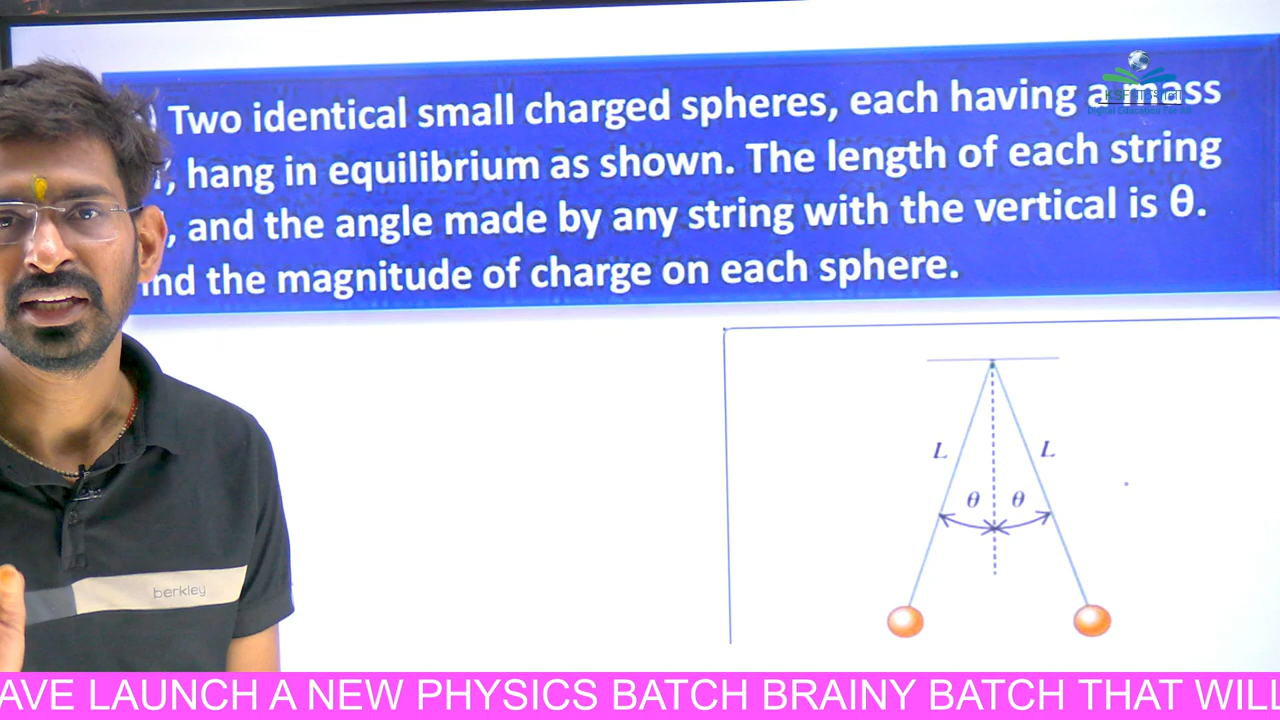 Two identical small charged spheres, each having a mass
, hang in equilibrium as shown. The length of each string
, and the angle made by any string with the vertical is θ.
nd the magnitude of charge on each sphere.
L
L
θ
θ
berkley
AVE LAUNCH A NEW PHYSICS BATCH BRAINY BATCH THAT WILL